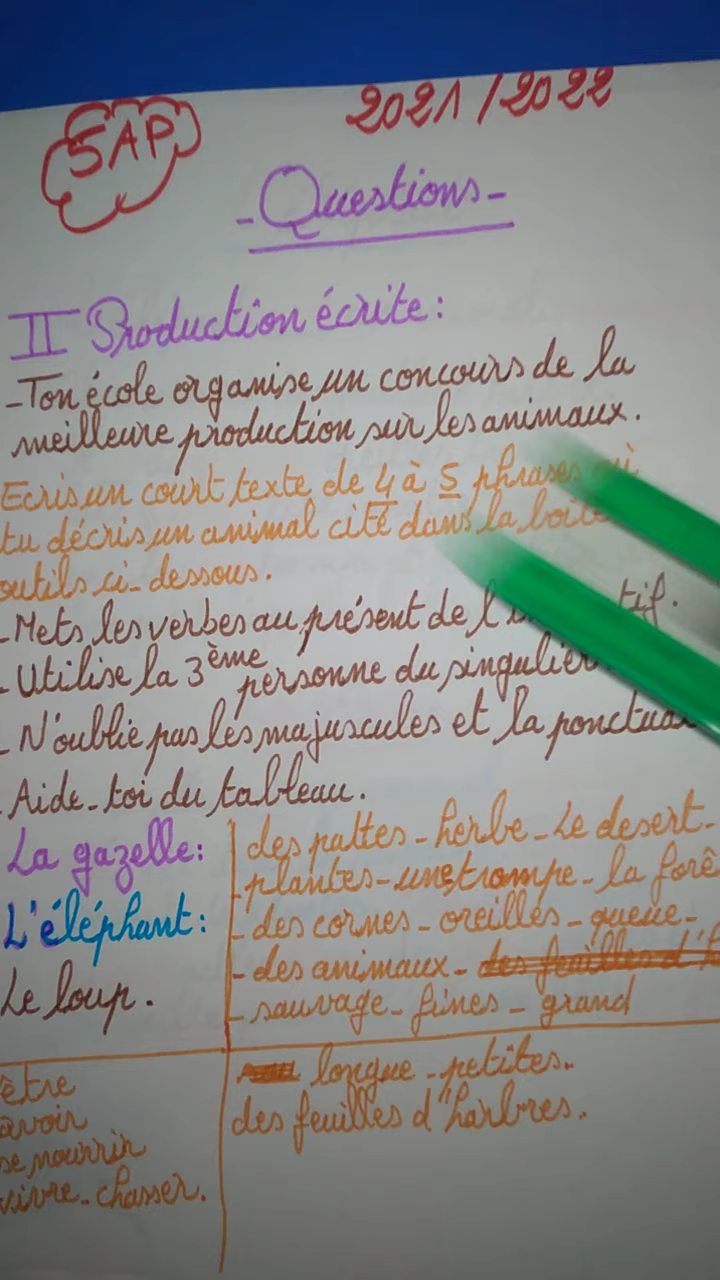 5AP
2021/2022
- Questions -
II Production écrite:
- Ton école organise un concours de la
meilleure production sur les animaux.
Ecris un court texte de 4 à 5 phrases où
tu décris un animal cité dans la boîte
outils ci-dessous.
- Mets les verbes au présent de
- Utilise la 3ème personne du singulier
- N'oublie pas les majuscules et la
- Aide-toi du tableau.
La gazelle:
L'éléphant:
Le loup.
des pattes - herbe - Le desert -
- plantes - une trompe - la
- des cornes - oreilles - queue -
- des animaux - des feuilles
- sauvage - fines - grand
être
avoir
se nourrir
vivre - chasser.
longue - petites.
des feuilles d'harbres.